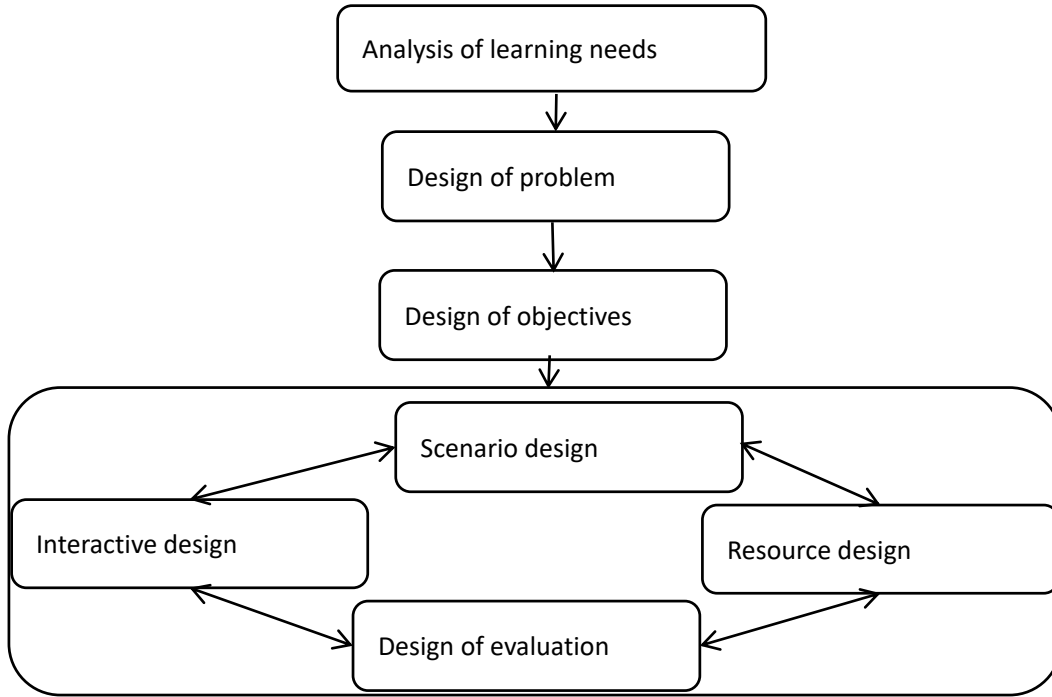 Analysis of learning needs
Design of problem
Design of objectives
Scenario design
Interactive design
Resource design
Design of evaluation